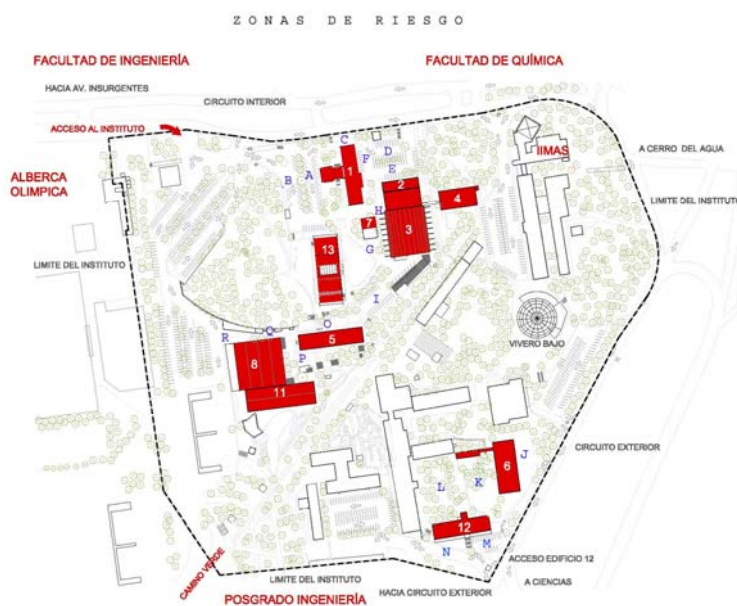 ZONAS DE RIESGO
FACULTAD DE INGENIERÍA
FACULTAD DE QUÍMICA
HACIA AV. INSURGENTES
CIRCUITO INTERIOR
ACCESO AL INSTITUTO
C
D
IIMAS
A CERRO DEL AGUA
ALBERCA
OLIMPICA
B
A
1
F
E
2
4
LIMITE DEL INSTITUTO
H
7
3
G
13
LIMITE DEL INSTITUTO
I
R
Q
O
5
P
8
VIVERO BAJO
11
CIRCUITO EXTERIOR
J
6
K
L
12
N
M
ACCESO EDIFICIO 12
CAMINO VERDE
LIMITE DEL INSTITUTO
A CIENCIAS
HACIA CIRCUITO EXTERIOR
POSGRADO INGENIERÍA